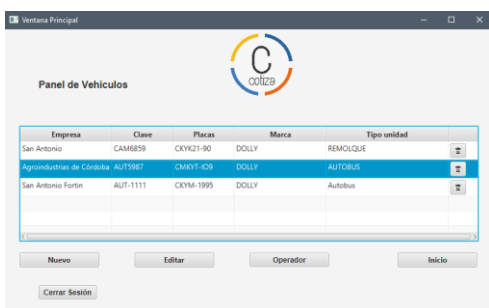 Ventana Principal
C
cotiza
Panel de Vehiculos
Empresa Clave Placas Marca Tipo unidad
San Antonio CAM6859 CKYK21-90 DOLLY REMOLQUE
Agroindustrias de Córdoba AUT5987 CMKYT-IO9 DOLLY AUTOBUS
San Antonio Fortin AUT-1111 CKYM-1995 DOLLY Autobus
Nuevo Editar Operador Inicio
Cerrar Sesión